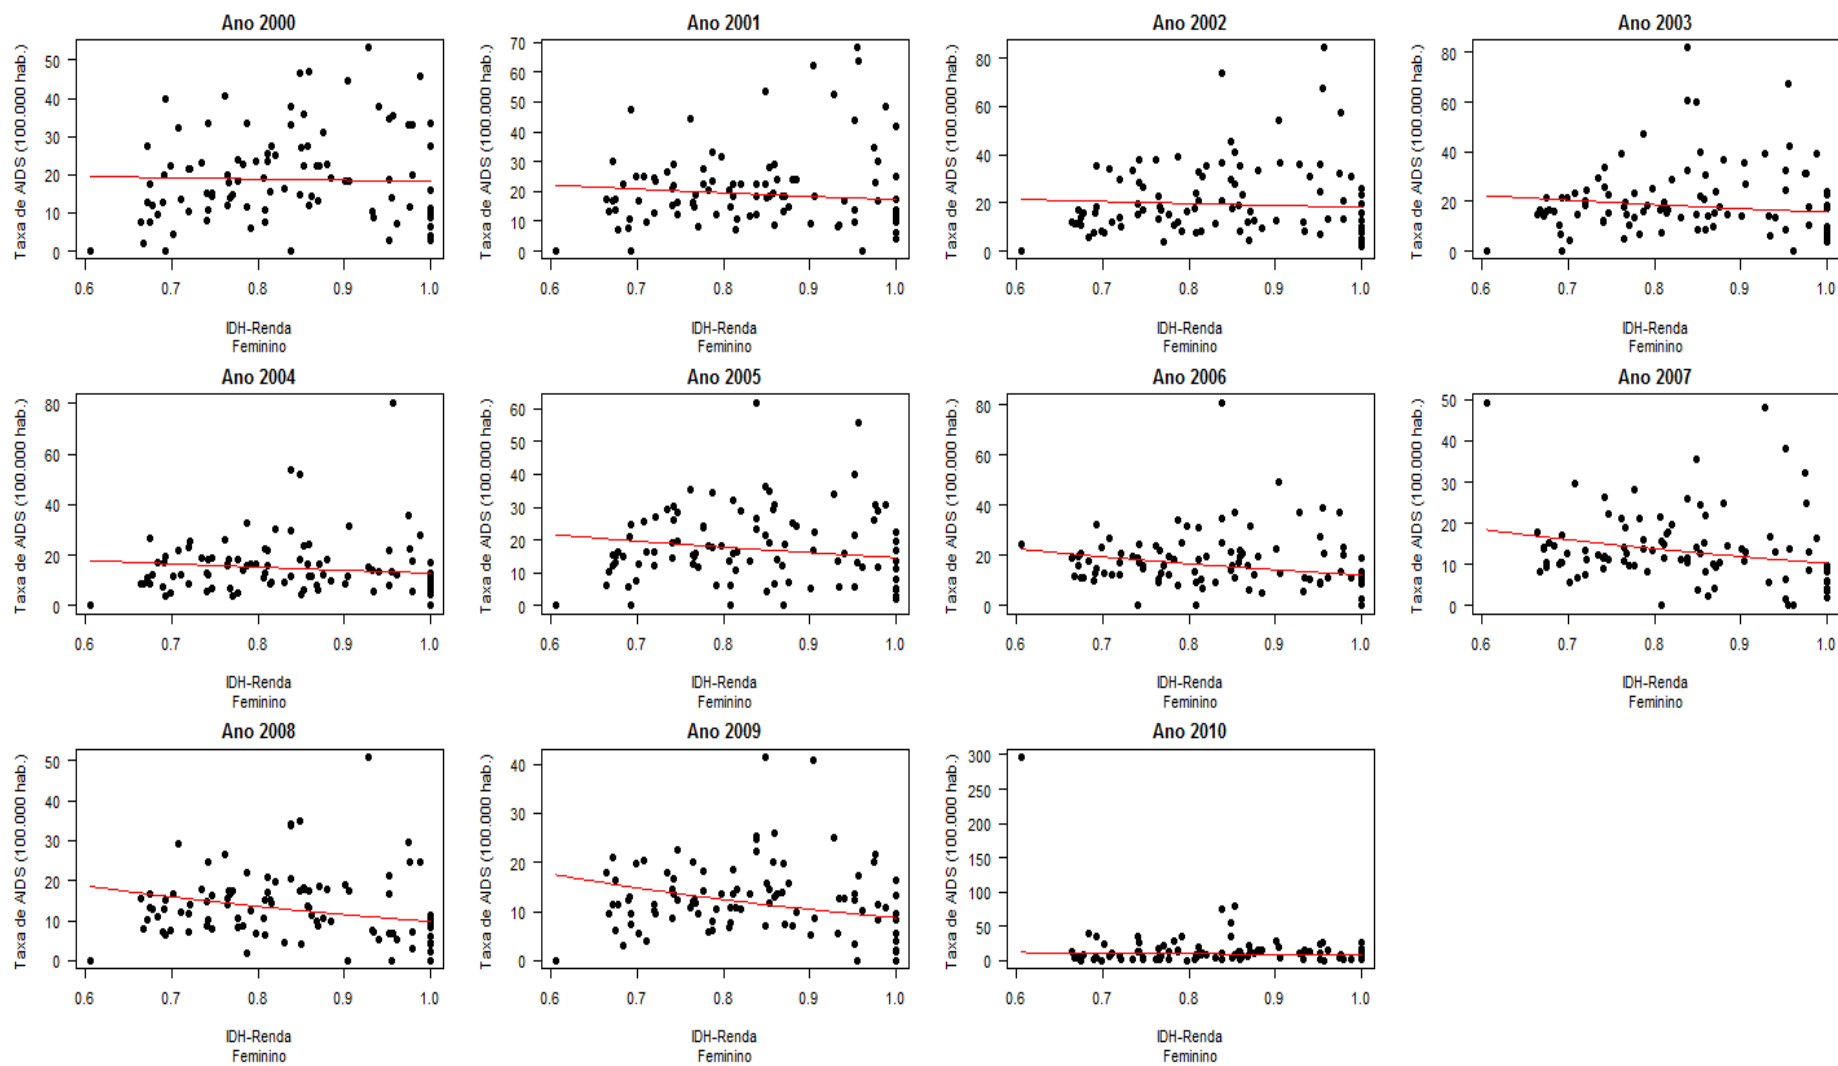 Ano 2000
Taxa de AIDS (100.000 hab.)
50
40
30
20
10
0
0.6 0.7 0.8 0.9 1.0
IDH-Renda
Feminino
Ano 2001
Taxa de AIDS (100.000 hab.)
70
60
50
40
30
20
10
0
0.6 0.7 0.8 0.9 1.0
IDH-Renda
Feminino
Ano 2002
Taxa de AIDS (100.000 hab.)
80
60
40
20
0
0.6 0.7 0.8 0.9 1.0
IDH-Renda
Feminino
Ano 2003
Taxa de AIDS (100.000 hab.)
80
60
40
20
0
0.6 0.7 0.8 0.9 1.0
IDH-Renda
Feminino
Ano 2004
Taxa de AIDS (100.000 hab.)
80
60
40
20
0
0.6 0.7 0.8 0.9 1.0
IDH-Renda
Feminino
Ano 2005
Taxa de AIDS (100.000 hab.)
60
50
40
30
20
10
0
0.6 0.7 0.8 0.9 1.0
IDH-Renda
Feminino
Ano 2006
Taxa de AIDS (100.000 hab.)
80
60
40
20
0
0.6 0.7 0.8 0.9 1.0
IDH-Renda
Feminino
Ano 2007
Taxa de AIDS (100.000 hab.)
50
40
30
20
10
0
0.6 0.7 0.8 0.9 1.0
IDH-Renda
Feminino
Ano 2008
Taxa de AIDS (100.000 hab.)
50
40
30
20
10
0
0.6 0.7 0.8 0.9 1.0
IDH-Renda
Feminino
Ano 2009
Taxa de AIDS (100.000 hab.)
40
30
20
10
0
0.6 0.7 0.8 0.9 1.0
IDH-Renda
Feminino
Ano 2010
Taxa de AIDS (100.000 hab.)
300
250
200
150
100
50
0
0.6 0.7 0.8 0.9 1.0
IDH-Renda
Feminino